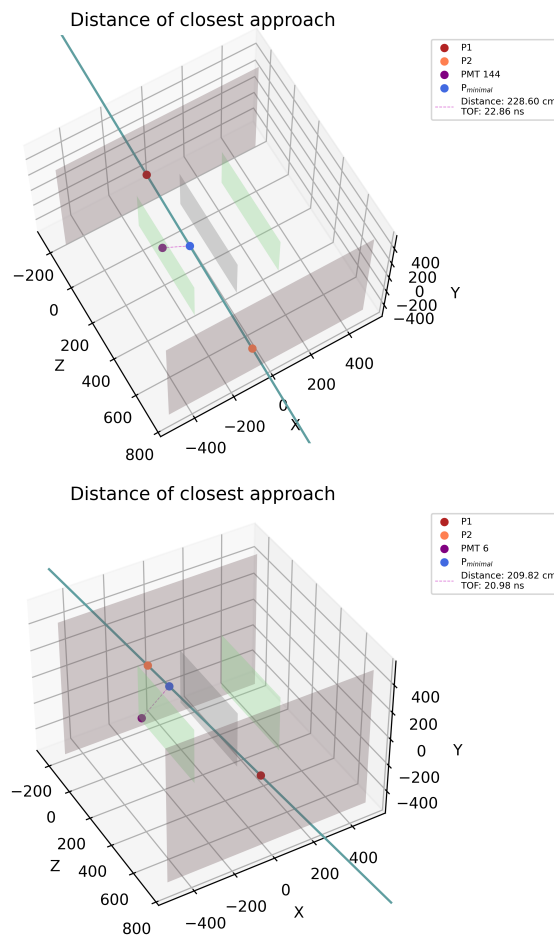 Distance of closest approach
P1
P2
PMT 144
P_minimal
Distance: 228.60 cm
TOF: 22.86 ns
400
200
0
−200
−400
Y
−200
0
200
400
600
800
Z
−400
−200
0
200
400
X
Distance of closest approach
P1
P2
PMT 6
P_minimal
Distance: 209.82 cm
TOF: 20.98 ns
400
200
0
−200
−400
Y
−200
0
200
400
600
800
Z
−400
−200
0
200
400
X